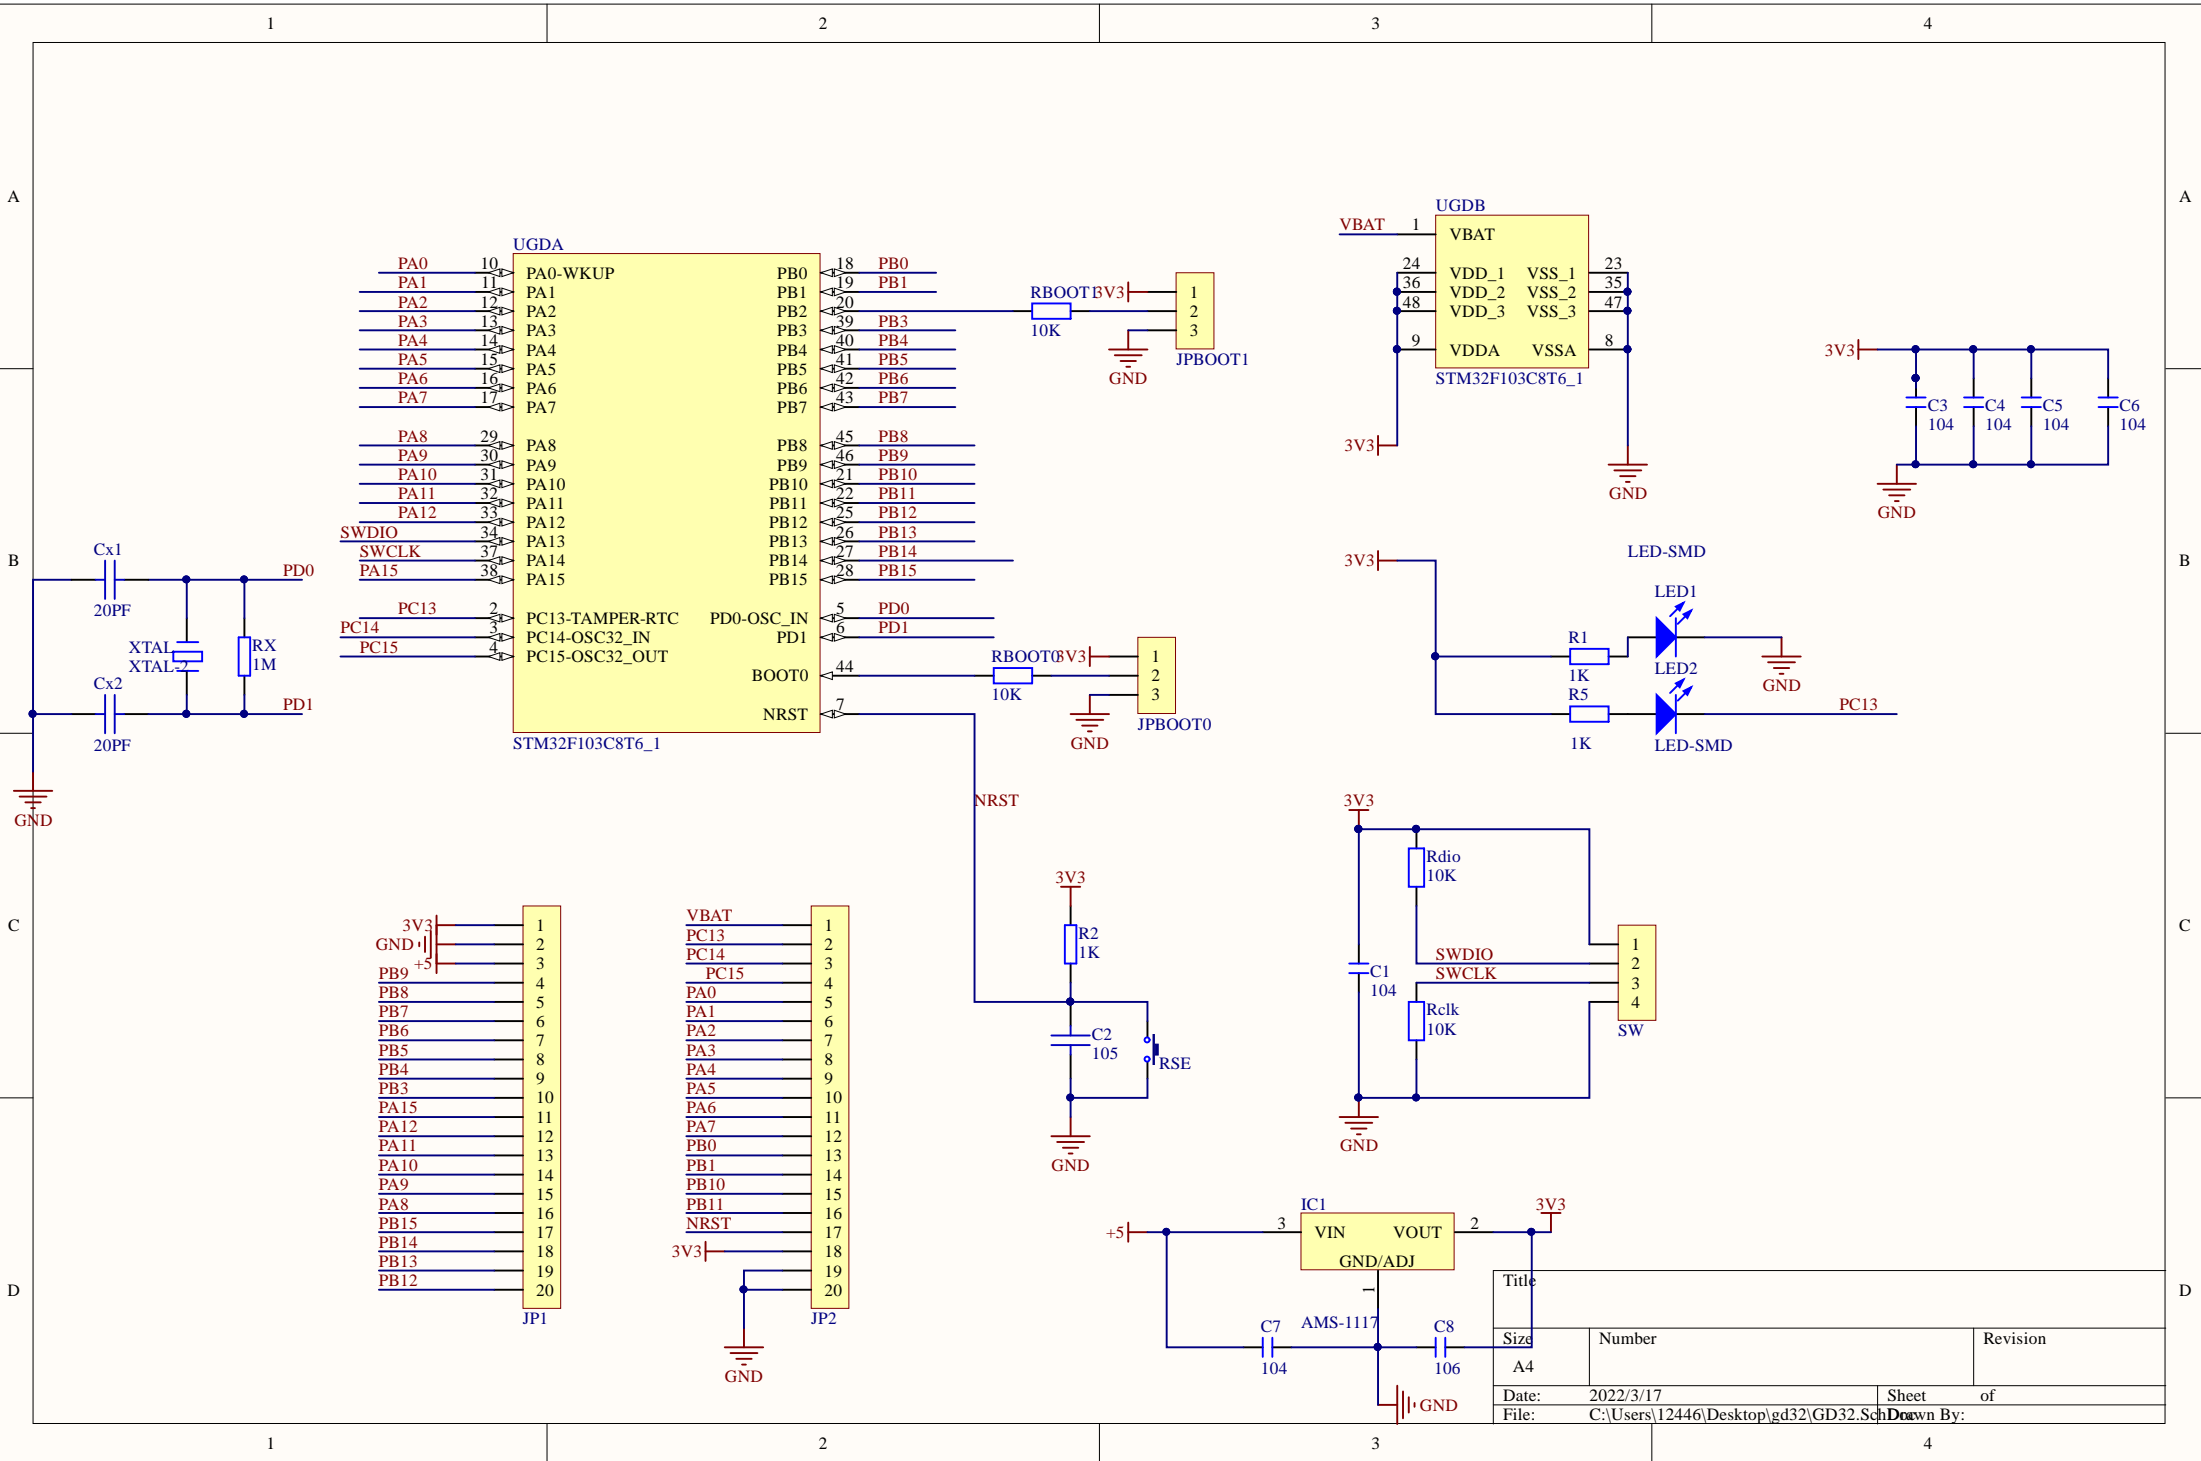 1 2 3 4
A A
B B
C C
D D
1 2 3 4
UGDA
PA0 10 PA0-WKUP
PA1 11 PA1
PA2 12 PA2
PA3 13 PA3
PA4 14 PA4
PA5 15 PA5
PA6 16 PA6
PA7 17 PA7
PA8 29 PA8
PA9 30 PA9
PA10 31 PA10
PA11 32 PA11
PA12 33 PA12
SWDIO 34 PA13
SWCLK 37 PA14
PA15 38 PA15
PC13 2 PC13-TAMPER-RTC
PC14 3 PC14-OSC32_IN
PC15 4 PC15-OSC32_OUT
PB0 18 PB0
PB1 19 PB1
PB2 20
PB3 39 PB3
PB4 40 PB4
PB5 41 PB5
PB6 42 PB6
PB7 43 PB7
PB8 45 PB8
PB9 46 PB9
PB10 21 PB10
PB11 22 PB11
PB12 25 PB12
PB13 26 PB13
PB14 27 PB14
PB15 28 PB15
PD0-OSC_IN 5 PD0
PD1 6 PD1
BOOT0 44
NRST 7
STM32F103C8T6_1
RBOOT1
10K
3V3
1
2
3
GND
JPBOOT1
RBOOT0
10K
3V3
1
2
3
GND
JPBOOT0
UGDB
VBAT 1 VBAT
24 VDD_1 VSS_1 23
36 VDD_2 VSS_2 35
48 VDD_3 VSS_3 47
9 VDDA VSSA 8
STM32F103C8T6_1
3V3
GND
3V3
C3 C4 C5 C6
104 104 104 104
GND
Cx1
20PF
PD0
XTAL
XTAL-2
RX
1M
Cx2
20PF
PD1
GND
3V3
LED-SMD
LED1
R1
1K
GND
LED2
R5
1K
LED-SMD
PC13
NRST
3V3
R2
1K
C2
105
RSE
GND
3V3
Rdio
10K
C1
104
SWDIO
SWCLK
Rclk
10K
1
2
3
4
SW
GND
3V3 1
GND 2
+5 3
PB9 4
PB8 5
PB7 6
PB6 7
PB5 8
PB4 9
PB3 10
PA15 11
PA12 12
PA11 13
PA10 14
PA9 15
PA8 16
PB15 17
PB14 18
PB13 19
PB12 20
JP1
VBAT 1
PC13 2
PC14 3
PC15 4
PA0 5
PA1 6
PA2 7
PA3 8
PA4 9
PA5 10
PA6 11
PA7 12
PB0 13
PB1 14
PB10 15
PB11 16
NRST 17
3V3 18
19
20
JP2
GND
IC1
+5 3 VIN VOUT 2 3V3
GND/ADJ
1
AMS-1117
C7
104
C8
106
GND
Title
Size Number Revision
A4
Date: 2022/3/17 Sheet of
File: C:\Users\12446\Desktop\gd32\GD32.SchDoc Drawn By: